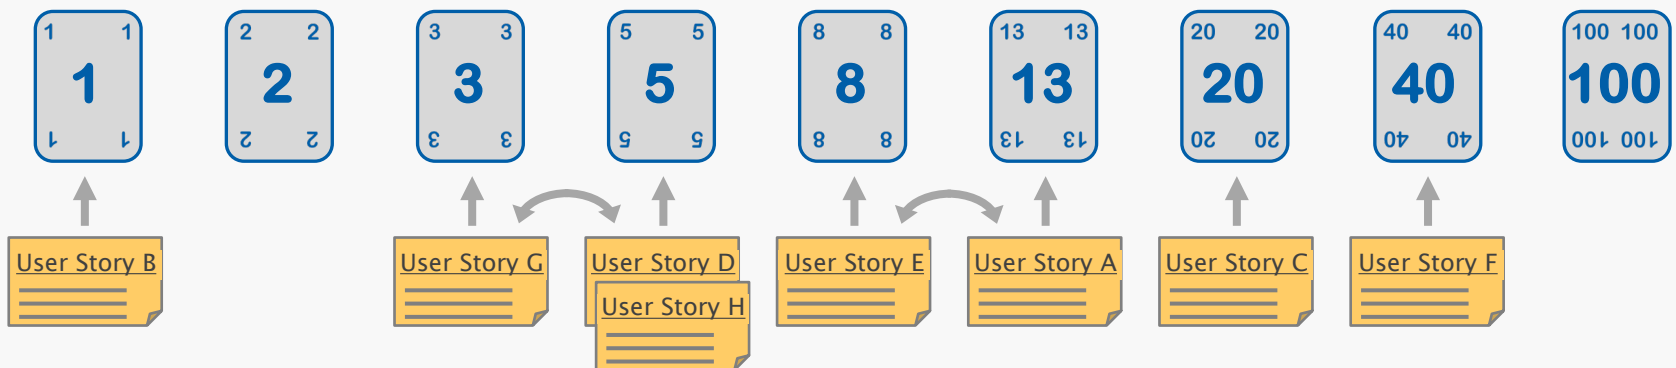 1 1 2 2 3 3 5 5 8 8 13 13 20 20 40 40 100 100
1 2 3 5 8 13 20 40 100
1 1 2 2 3 3 5 5 8 8 13 13 20 20 40 40 100 100
User Story B User Story G User Story D User Story E User Story A User Story C User Story F
User Story H